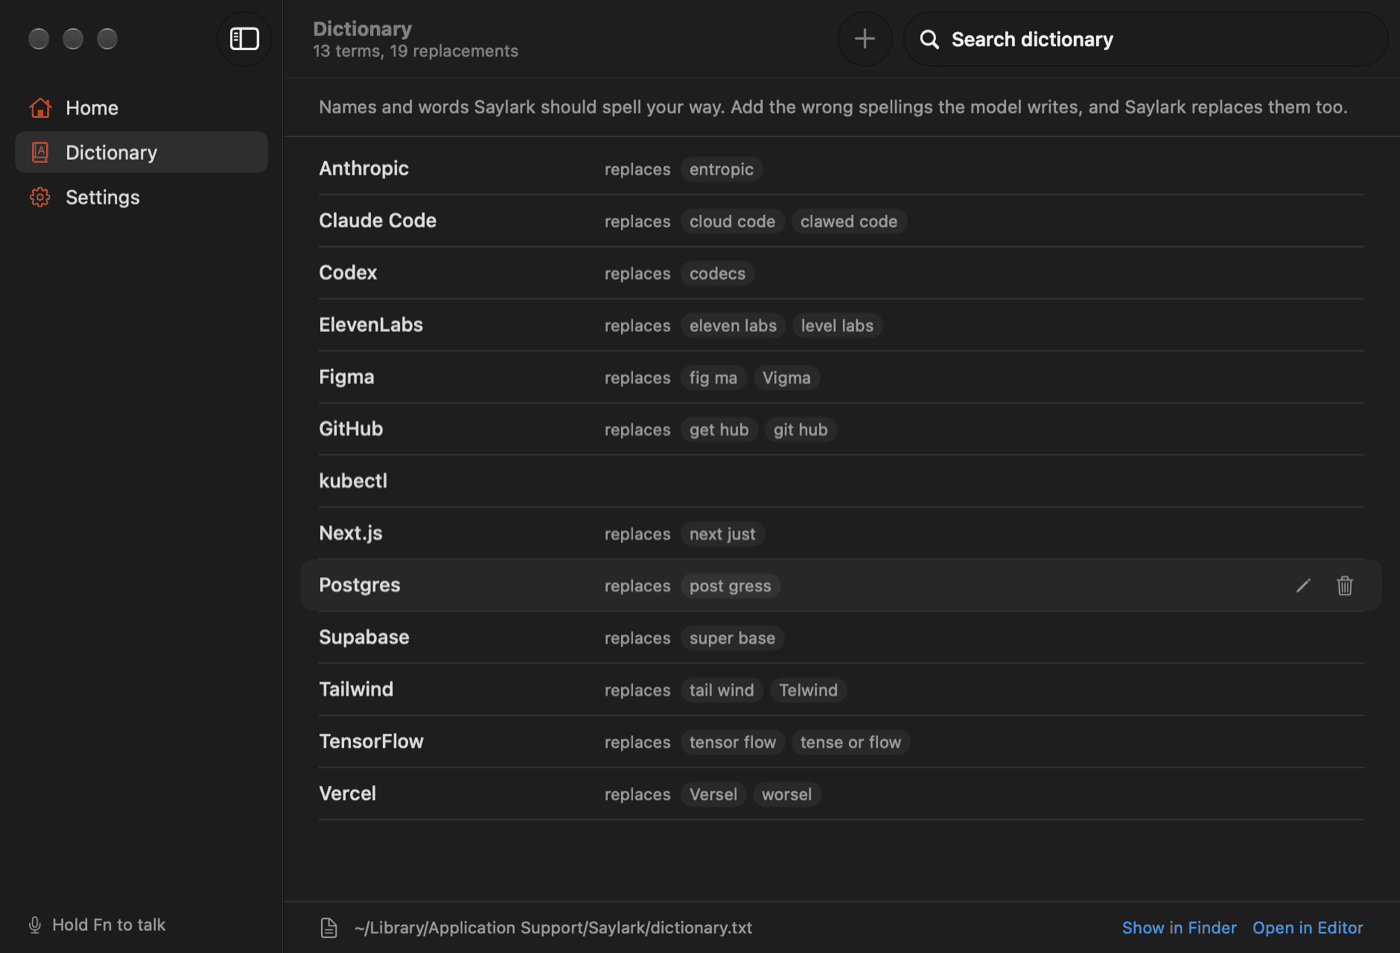 Dictionary
13 terms, 19 replacements
Search dictionary
Home
Dictionary
Settings
Names and words Saylark should spell your way. Add the wrong spellings the model writes, and Saylark replaces them too.
Anthropic replaces entropic
Claude Code replaces cloud code clawed code
Codex replaces codecs
ElevenLabs replaces eleven labs level labs
Figma replaces fig ma Vigma
GitHub replaces get hub git hub
kubectl
Next.js replaces next just
Postgres replaces post gress
Supabase replaces super base
Tailwind replaces tail wind Telwind
TensorFlow replaces tensor flow tense or flow
Vercel replaces Versel worsel
Hold Fn to talk
~/Library/Application Support/Saylark/dictionary.txt
Show in Finder Open in Editor